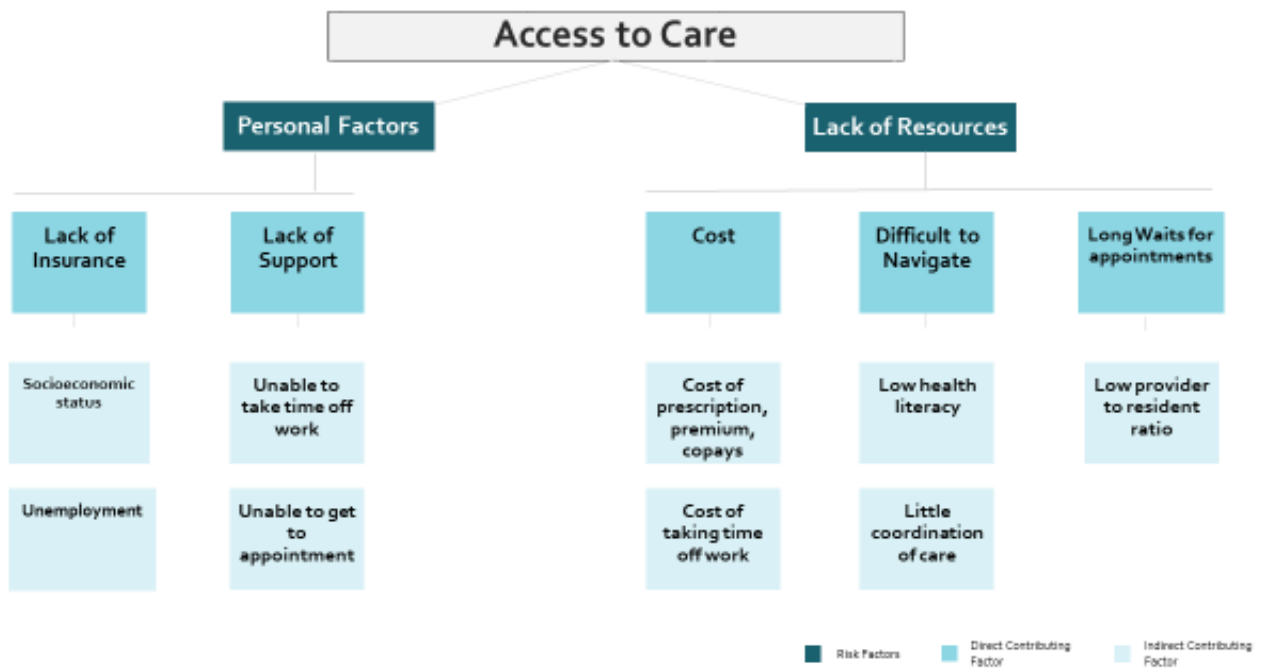 Access to Care
Personal Factors
Lack of Resources
Lack of
Insurance
Lack of
Support
Cost
Difficult to
Navigate
Long Waits for
appointments
Socioeconomic
status
Unable to
take time off
work
Cost of
prescription,
premium,
copays
Low health
literacy
Low provider
to resident
ratio
Unemployment
Unable to get
to
appointment
Cost of
taking time
off work
Little
coordination
of care
Risk Factors
Direct Contributing
Factor
Indirect Contributing
Factor